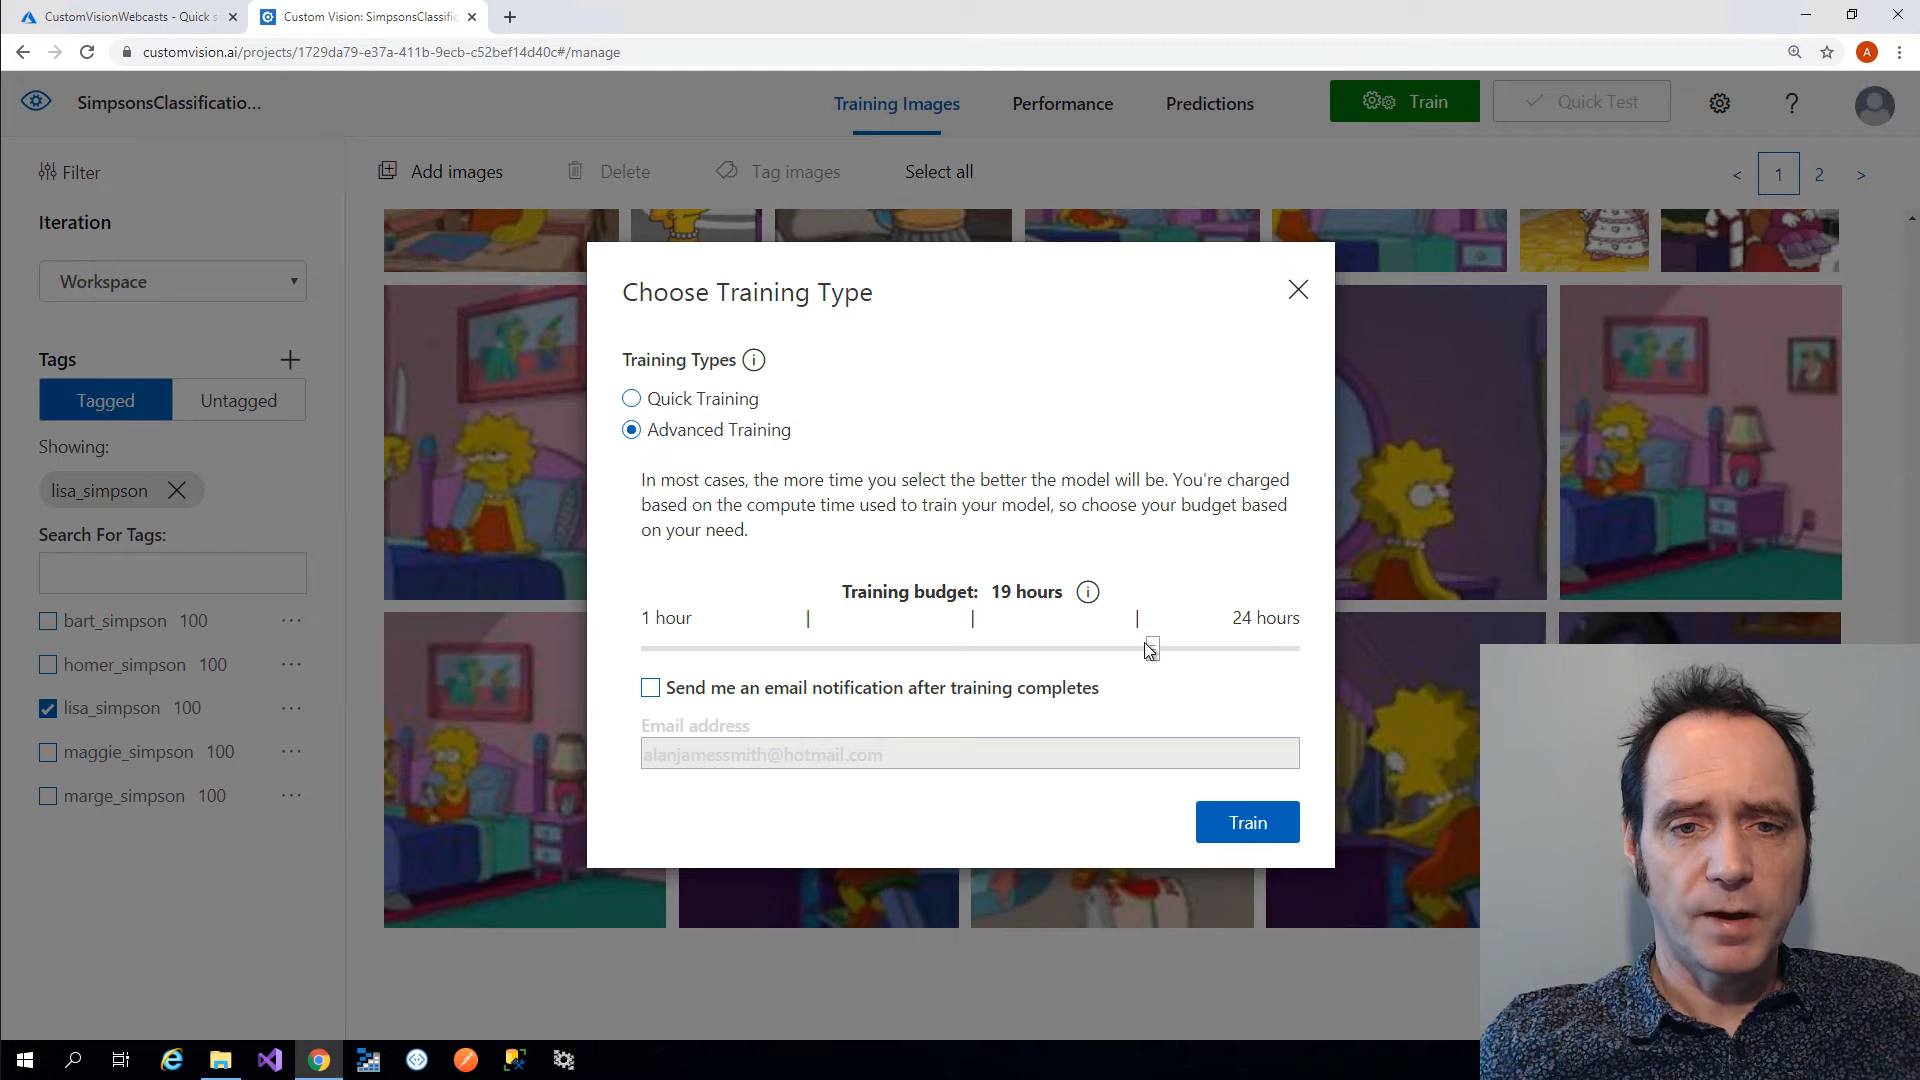 CustomVisionWebcasts - Quick s
Custom Vision: SimpsonsClassific
customvision.ai/projects/1729da79-e37a-411b-9ecb-c52bef14d40c#/manage
A
SimpsonsClassificatio...
Training Images
Performance
Predictions
Train
Quick Test
?
Filter
Add images
Delete
Tag images
Select all
< 1 2 >
Iteration
Workspace
Tags
Tagged
Untagged
Showing:
lisa_simpson
Search For Tags:
bart_simpson 100 ...
homer_simpson 100 ...
lisa_simpson 100 ...
maggie_simpson 100 ...
marge_simpson 100 ...
Choose Training Type
Training Types
Quick Training
Advanced Training
In most cases, the more time you select the better the model will be. You're charged
based on the compute time used to train your model, so choose your budget based
on your need.
Training budget: 19 hours
1 hour | | | 24 hours
Send me an email notification after training completes
Email address
alanjamessmith@hotmail.com
Train